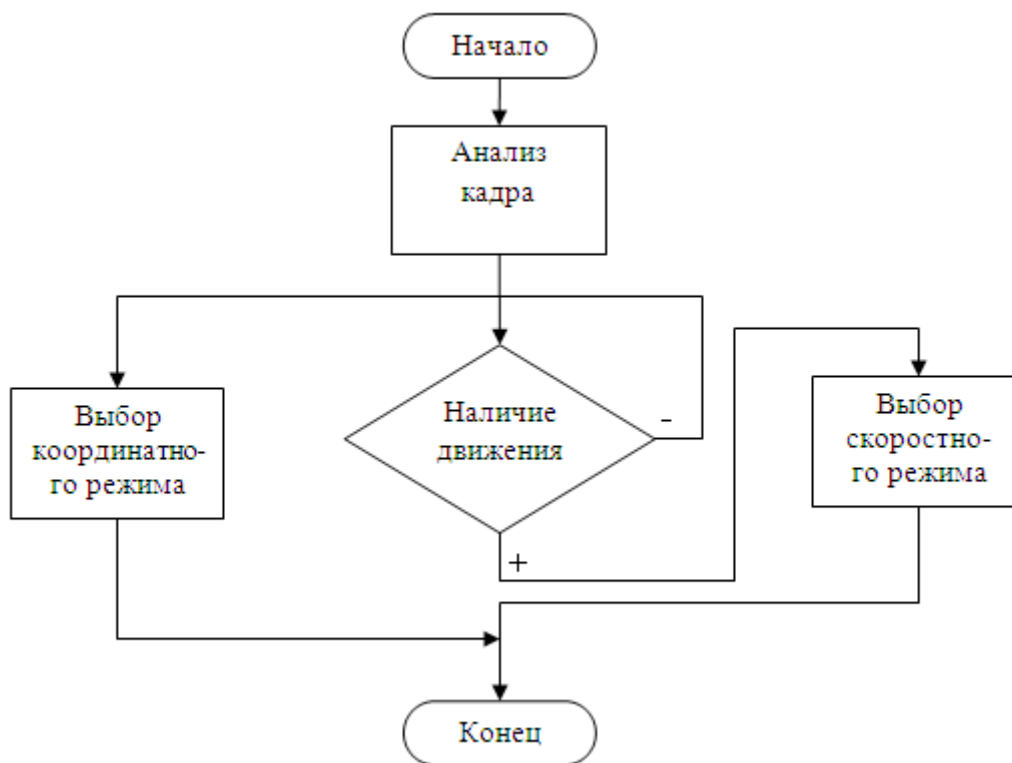 Начало
Анализ
кадра
Выбор
координатно-
го режима
Наличие
движения
-
Выбор
скоростно-
го режима
+
Конец